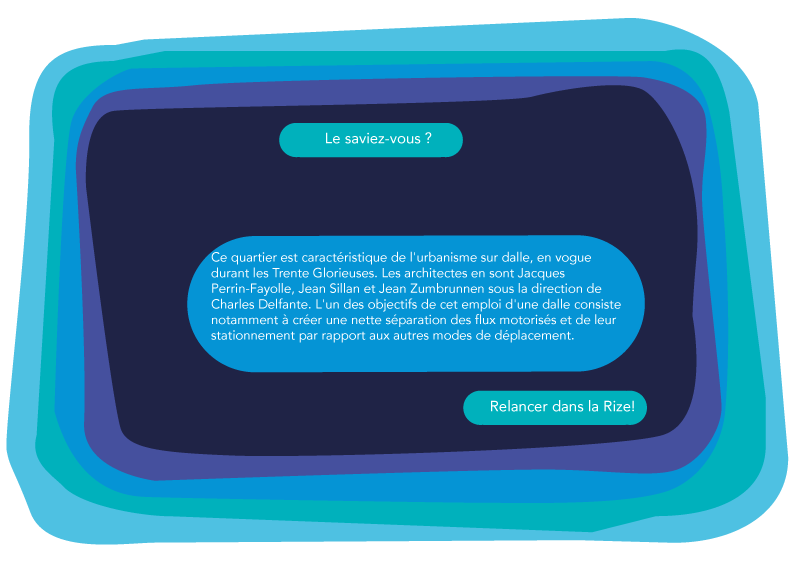 Le saviez-vous ?
Ce quartier est caractéristique de l'urbanisme sur dalle, en vogue
durant les Trente Glorieuses. Les architectes en sont Jacques
Perrin-Fayolle, Jean Sillan et Jean Zumbrunnen sous la direction de
Charles Delfante. L'un des objectifs de cet emploi d'une dalle consiste
notamment à créer une nette séparation des flux motorisés et de leur
stationnement par rapport aux autres modes de déplacement.
Relancer dans la Rize!